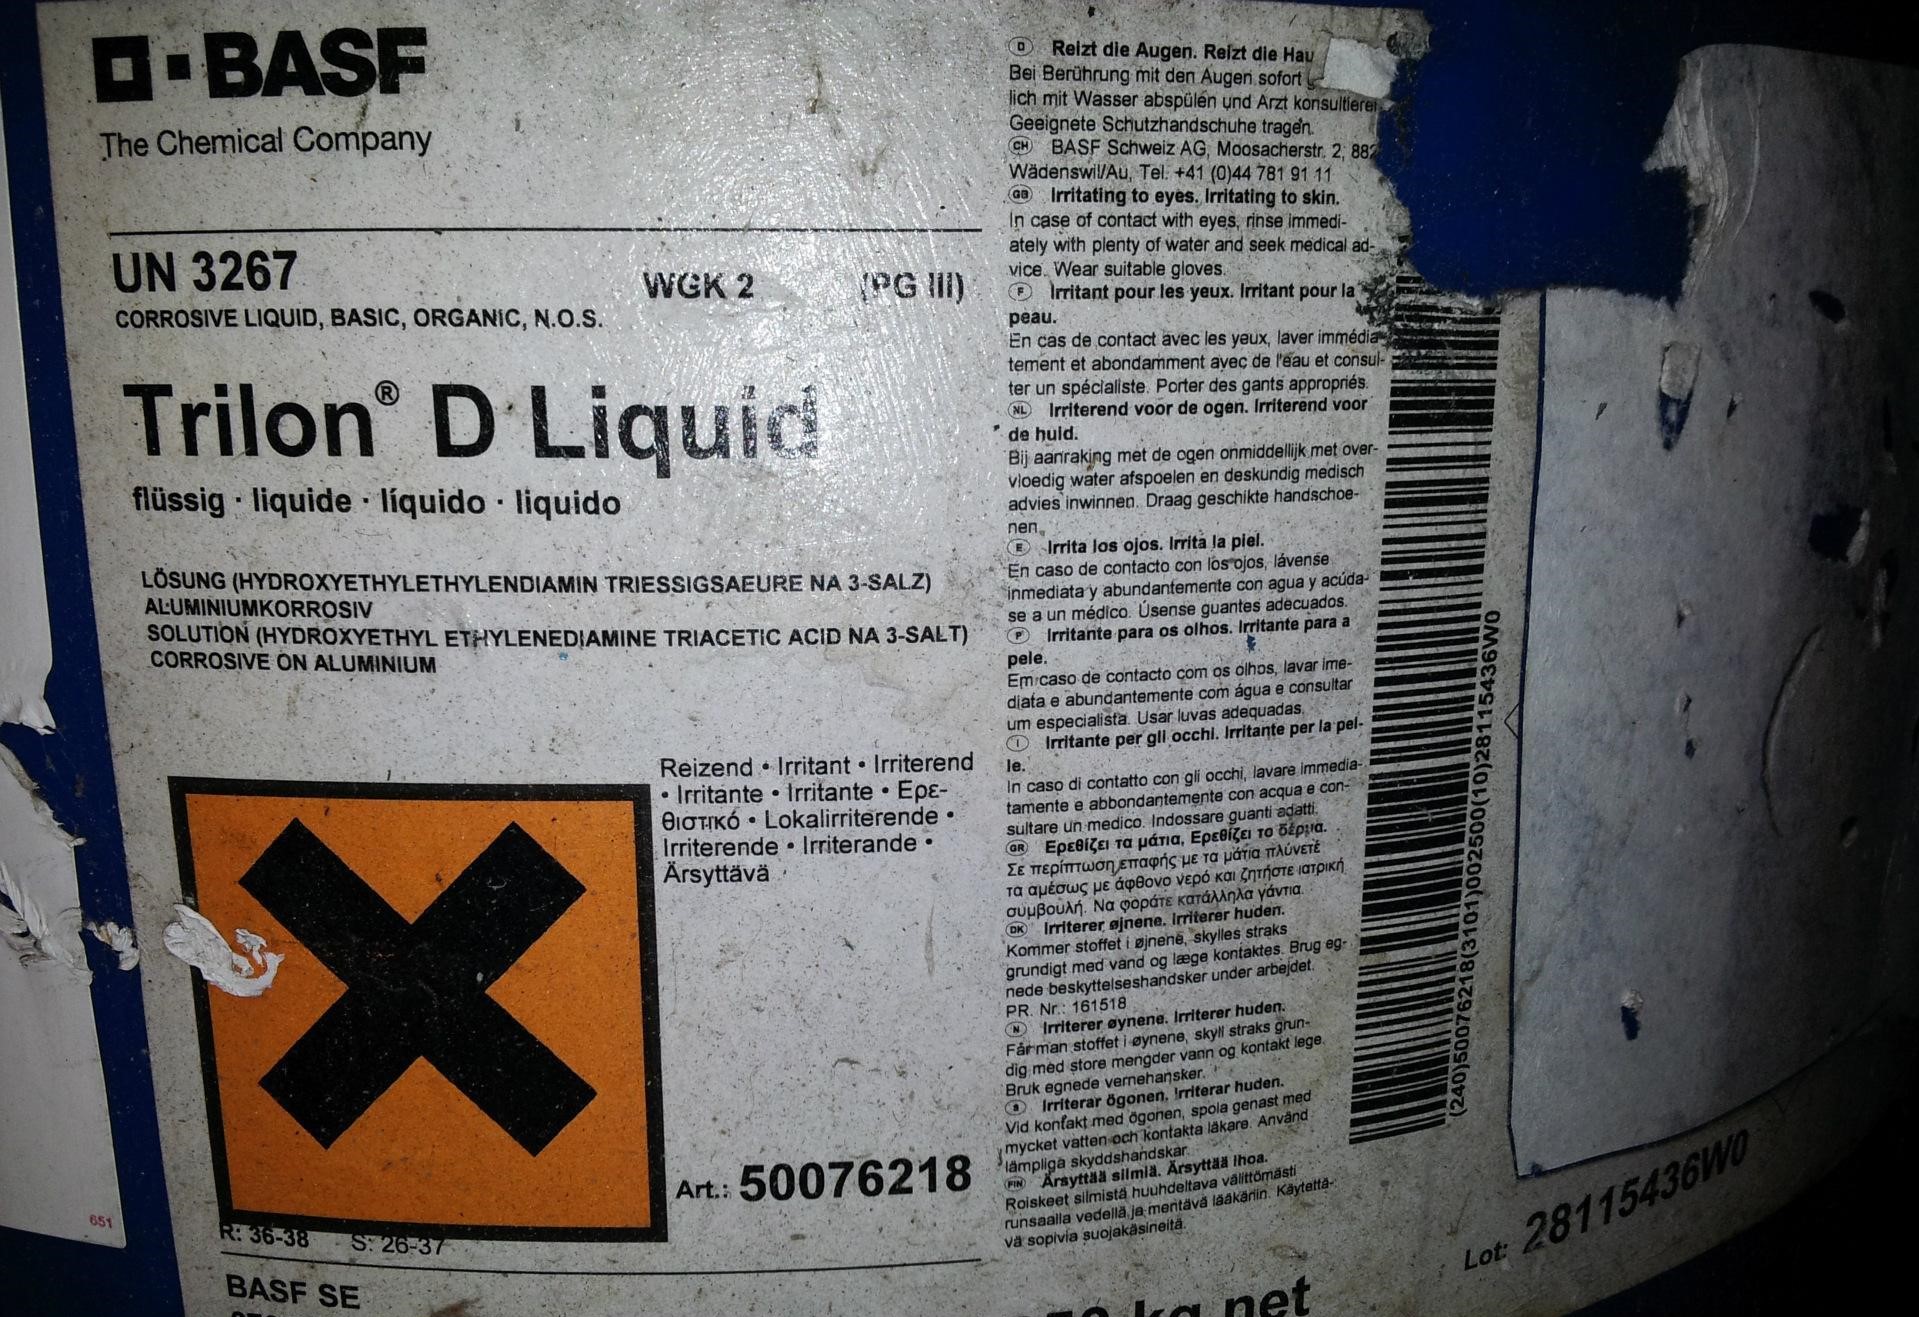 BASF
The Chemical Company
UN 3267
WGK 2
(PG III)
CORROSIVE LIQUID, BASIC, ORGANIC, N.O.S.
Trilon® D Liquid
flüssig · liquide · líquido · liquido
LÖSUNG (HYDROXYETHYLETHYLENDIAMIN TRIESSIGSAEURE NA 3-SALZ)
ALUMINIUMKORROSIV
SOLUTION (HYDROXYETHYL ETHYLENEDIAMINE TRIACETIC ACID NA 3-SALT)
CORROSIVE ON ALUMINIUM
Reizend • Irritant • Irriterend
• Irritante • Irritante • Ερε-
θιστικό • Lokalirriterende •
Irriterende • Irriterande •
Ärsyttävä
Art.: 50076218
R: 36-38 S: 26-37
BASF SE
651
D Reizt die Augen. Reizt die Hau
Bei Berührung mit den Augen sofort
lich mit Wasser abspülen und Arzt konsultieren
Geeignete Schutzhandschuhe tragen.
CH BASF Schweiz AG, Moosacherstr. 2, 882
Wädenswil/Au, Tel. +41 (0)44 781 91 11
GB Irritating to eyes. Irritating to skin.
In case of contact with eyes, rinse immedi-
ately with plenty of water and seek medical ad-
vice. Wear suitable gloves.
F Irritant pour les yeux. Irritant pour la
peau.
En cas de contact avec les yeux, laver immédia-
tement et abondamment avec de l'eau et consul-
ter un spécialiste. Porter des gants appropriés.
NL Irriterend voor de ogen. Irriterend voor
de huid.
Bij aanraking met de ogen onmiddellijk met over-
vloedig water afspoelen en deskundig medisch
advies inwinnen. Draag geschikte handschoe-
nen.
E Irrita los ojos. Irrita la piel.
En caso de contacto con los ojos, lávense
inmediata y abundantemente con agua y acúda-
se a un médico. Úsense guantes adecuados.
P Irritante para os olhos. Irritante para a
pele.
Em caso de contacto com os olhos, lavar ime-
diata e abundantemente com água e consultar
um especialista. Usar luvas adequadas.
I Irritante per gli occhi. Irritante per la pel-
le.
In caso di contatto con gli occhi, lavare immedia-
tamente e abbondantemente con acqua e con-
sultare un medico. Indossare guanti adatti.
GR Ερεθίζει τα μάτια. Ερεθίζει το δέρμα.
Σε περίπτωση επαφής με τα μάτια πλύνετέ
τα αμέσως με άφθονο νερό και ζητήστε ιατρική
συμβουλή. Να φοράτε κατάλληλα γάντια.
DK Irriterer øjnene. Irriterer huden.
Kommer stoffet i øjnene, skylles straks
grundigt med vand og læge kontaktes. Brug eg-
nede beskyttelseshandsker under arbejdet.
PR. Nr.: 161518
N Irriterer øynene. Irriterer huden.
Får man stoffet i øynene, skyll straks grun-
dig med store mengder vann og kontakt lege.
Bruk egnede vernehansker.
S Irriterar ögonen. Irriterar huden.
Vid kontakt med ögonen, spola genast med
mycket vatten och kontakta läkare. Använd
lämpliga skyddshandskar.
FIN Ärsyttää silmiä. Ärsyttää ihoa.
Roiskeet silmistä huuhdeltava välittömästi
runsaalla vedellä ja mentävä lääkäriin. Käytettä-
vä sopivia suojakäsineitä.
kg net
(240)50076218(3101)002500(10)28115436W0
Lot: 28115436W0